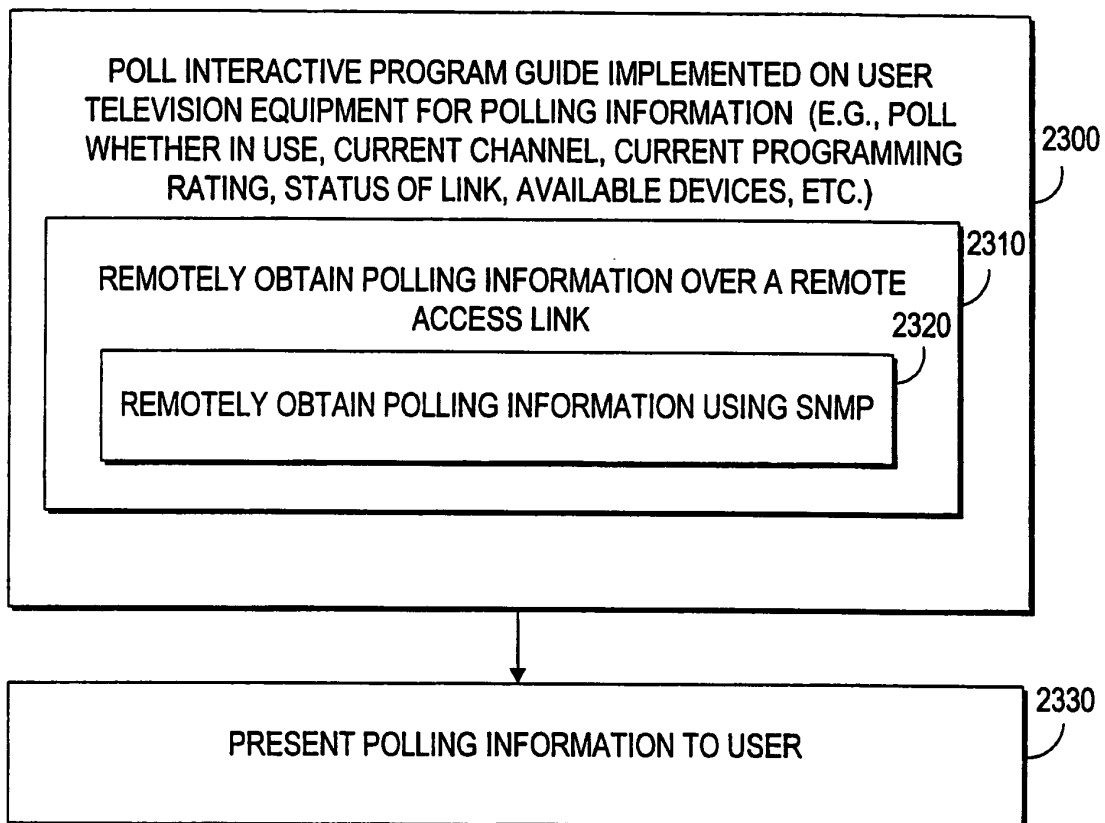 POLL INTERACTIVE PROGRAM GUIDE IMPLEMENTED ON USER
TELEVISION EQUIPMENT FOR POLLING INFORMATION (E.G., POLL
WHETHER IN USE, CURRENT CHANNEL, CURRENT PROGRAMMING
RATING, STATUS OF LINK, AVAILABLE DEVICES, ETC.)
2300
2310
REMOTELY OBTAIN POLLING INFORMATION OVER A REMOTE
ACCESS LINK
2320
REMOTELY OBTAIN POLLING INFORMATION USING SNMP
2330
PRESENT POLLING INFORMATION TO USER